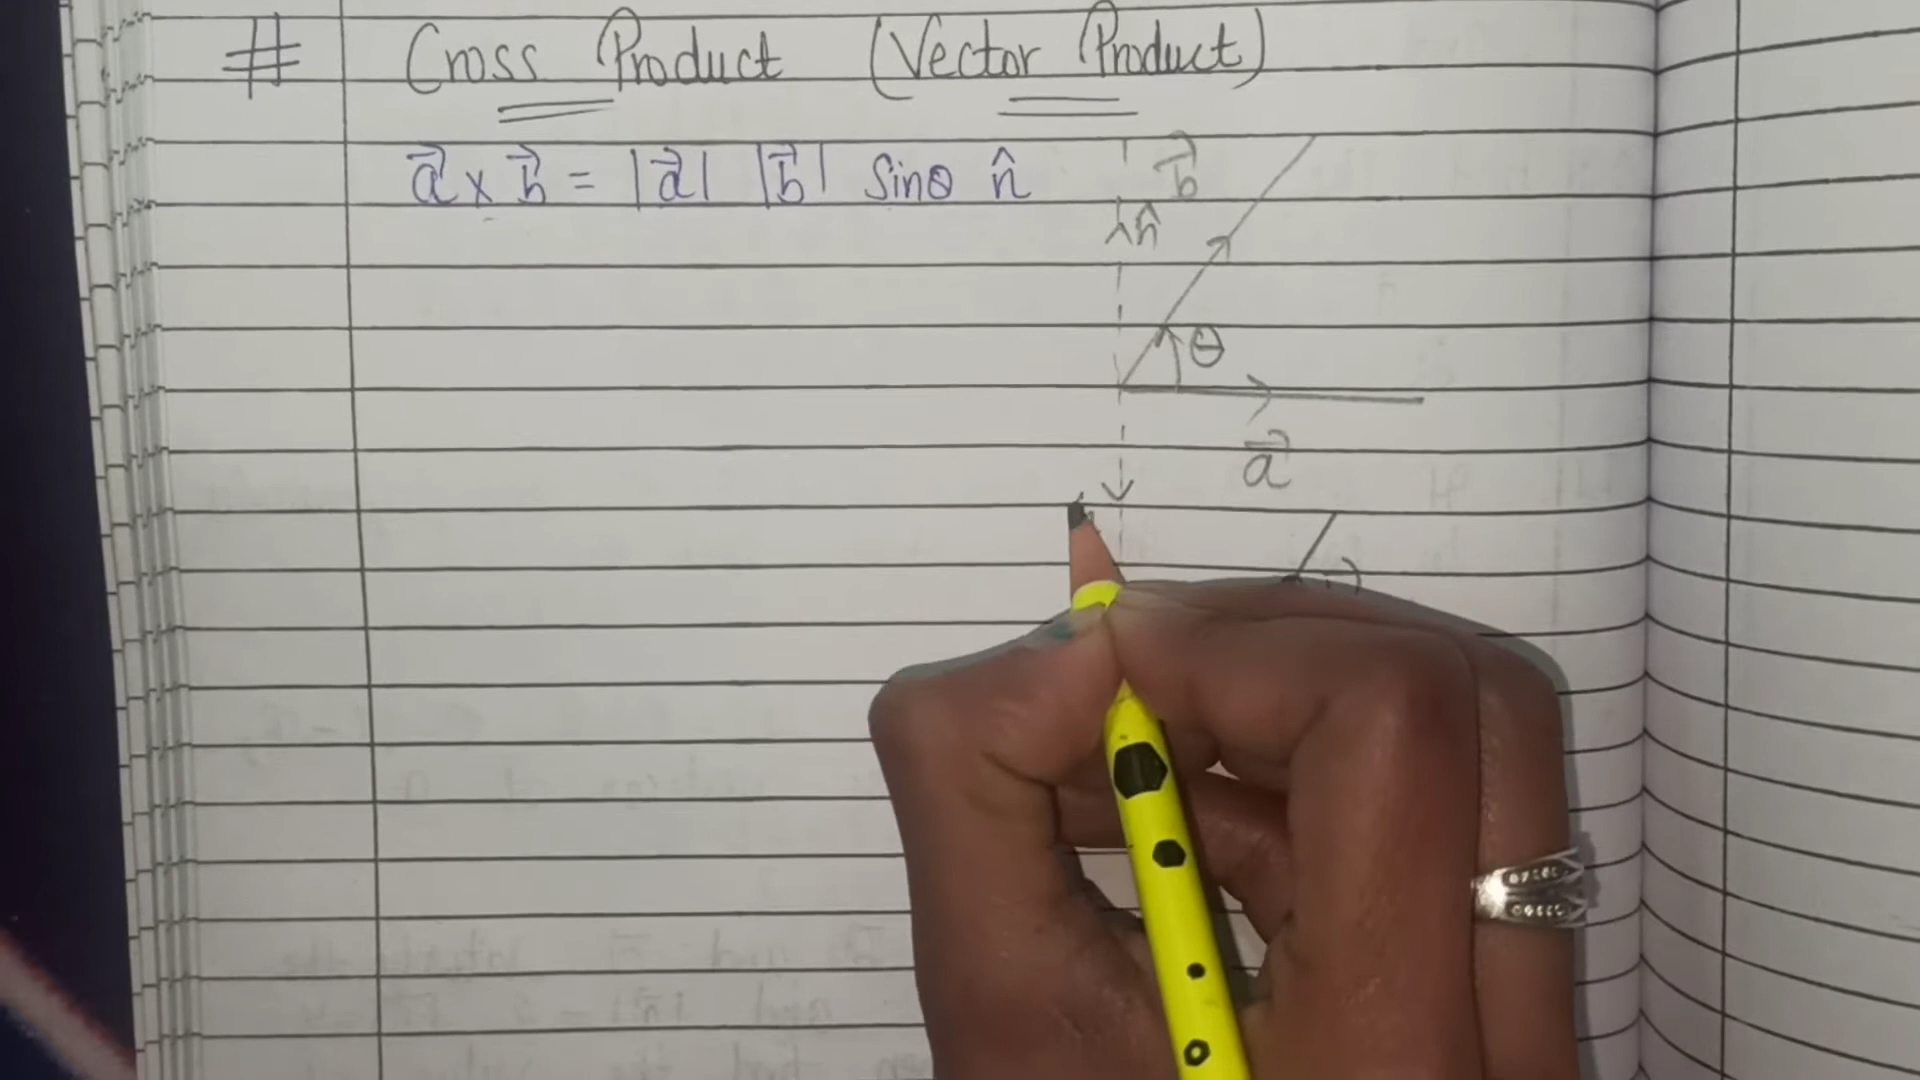 # Cross Product (Vector Product)
a⃗ x b⃗ = |a⃗| |b⃗| Sinθ n̂
b⃗
n̂
θ
a⃗